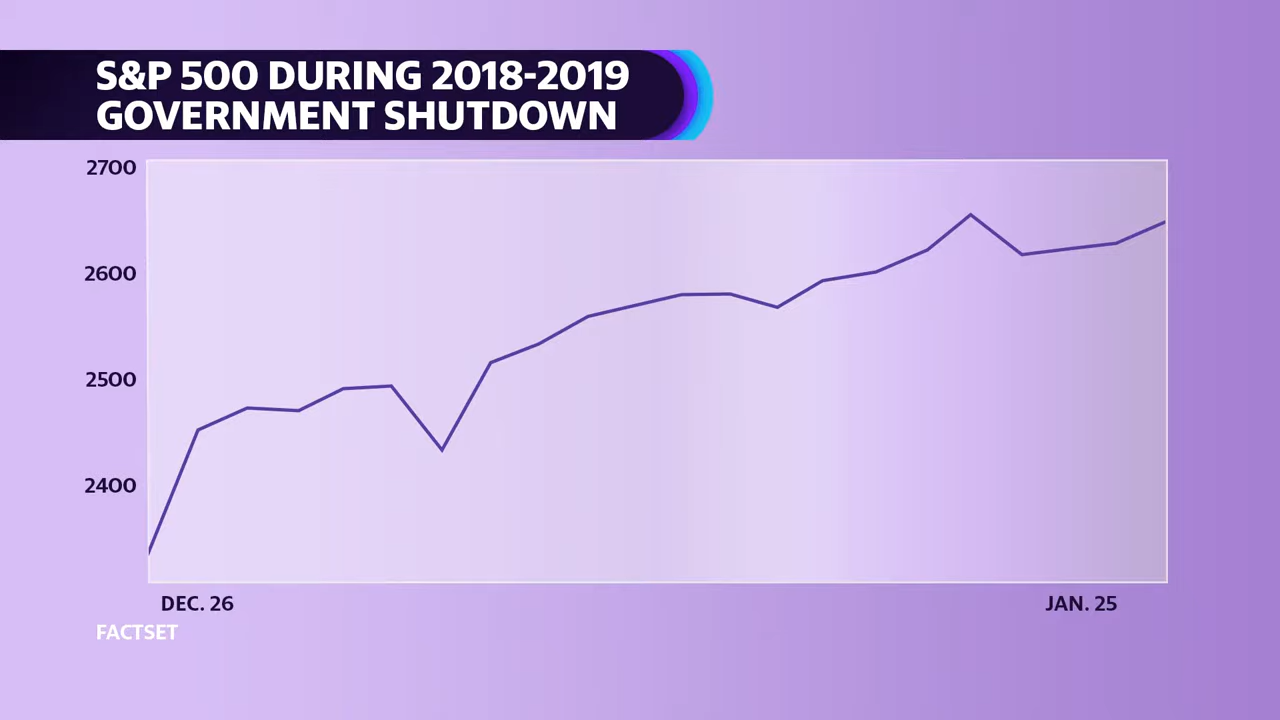 S&P 500 DURING 2018-2019
GOVERNMENT SHUTDOWN
2700
2600
2500
2400
DEC. 26
JAN. 25
FACTSET